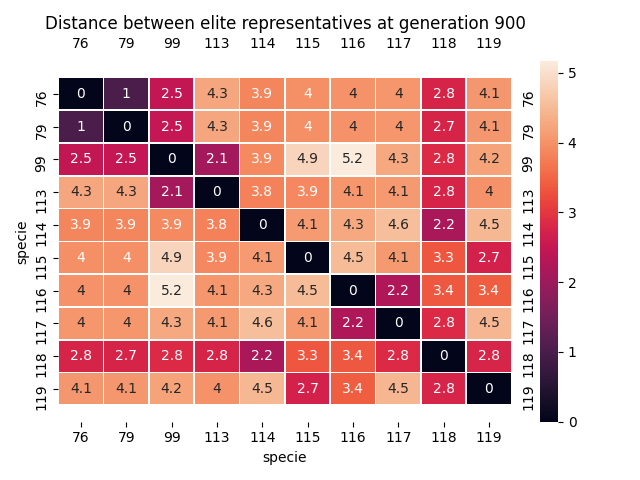 Distance between elite representatives at generation 900
76 79 99 113 114 115 116 117 118 119
76 0 1 2.5 4.3 3.9 4 4 4 2.8 4.1 76
79 1 0 2.5 4.3 3.9 4 4 4 2.7 4.1 79
99 2.5 2.5 0 2.1 3.9 4.9 5.2 4.3 2.8 4.2 99
113 4.3 4.3 2.1 0 3.8 3.9 4.1 4.1 2.8 4 113
114 3.9 3.9 3.9 3.8 0 4.1 4.3 4.6 2.2 4.5 114
115 4 4 4.9 3.9 4.1 0 4.5 4.1 3.3 2.7 115
116 4 4 5.2 4.1 4.3 4.5 0 2.2 3.4 3.4 116
117 4 4 4.3 4.1 4.6 4.1 2.2 0 2.8 4.5 117
118 2.8 2.7 2.8 2.8 2.2 3.3 3.4 2.8 0 2.8 118
119 4.1 4.1 4.2 4 4.5 2.7 3.4 4.5 2.8 0 119
76 79 99 113 114 115 116 117 118 119
specie
specie
5
4
3
2
1
0